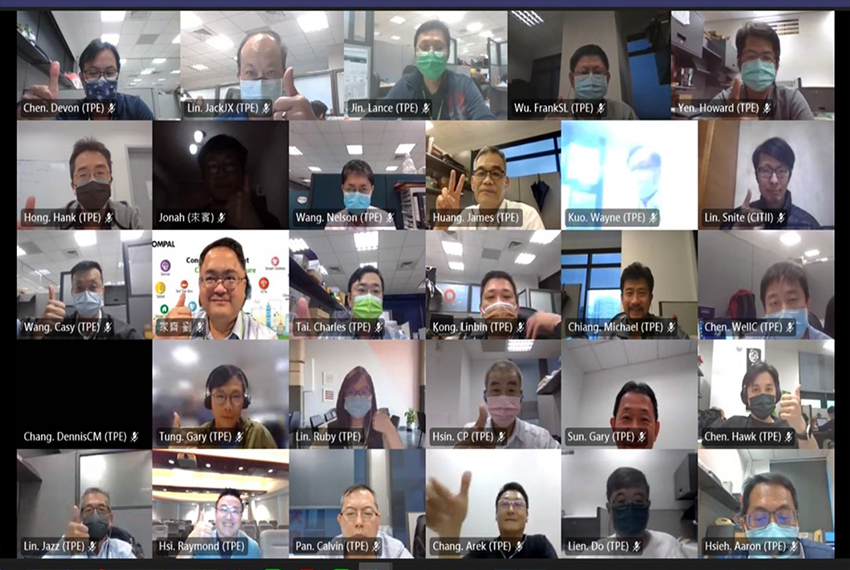 Chen. Devon (TPE)
Lin. JackJX (TPE)
Jin. Lance (TPE)
Wu. FrankSL (TPE)
Yen. Howard (TPE)
Hong. Hank (TPE)
Jonah (來賓)
Wang. Nelson (TPE)
Huang. James (TPE)
Kuo. Wayne (TPE)
Lin. Snite (CITII)
Wang. Casy (TPE)
OMPAL
家齊 劉
Tai. Charles (TPE)
Kong. Linbin (TPE)
Chiang. Michael (TPE)
Chen. WellC (TPE)
Chang. DennisCM (TPE)
Tung. Gary (TPE)
Lin. Ruby (TPE)
Hsin. CP (TPE)
Sun. Gary (TPE)
Chen. Hawk (TPE)
Lin. Jazz (TPE)
Hsi. Raymond (TPE)
Pan. Calvin (TPE)
Chang. Arek (TPE)
Lien. Do (TPE)
Hsieh. Aaron (TPE)